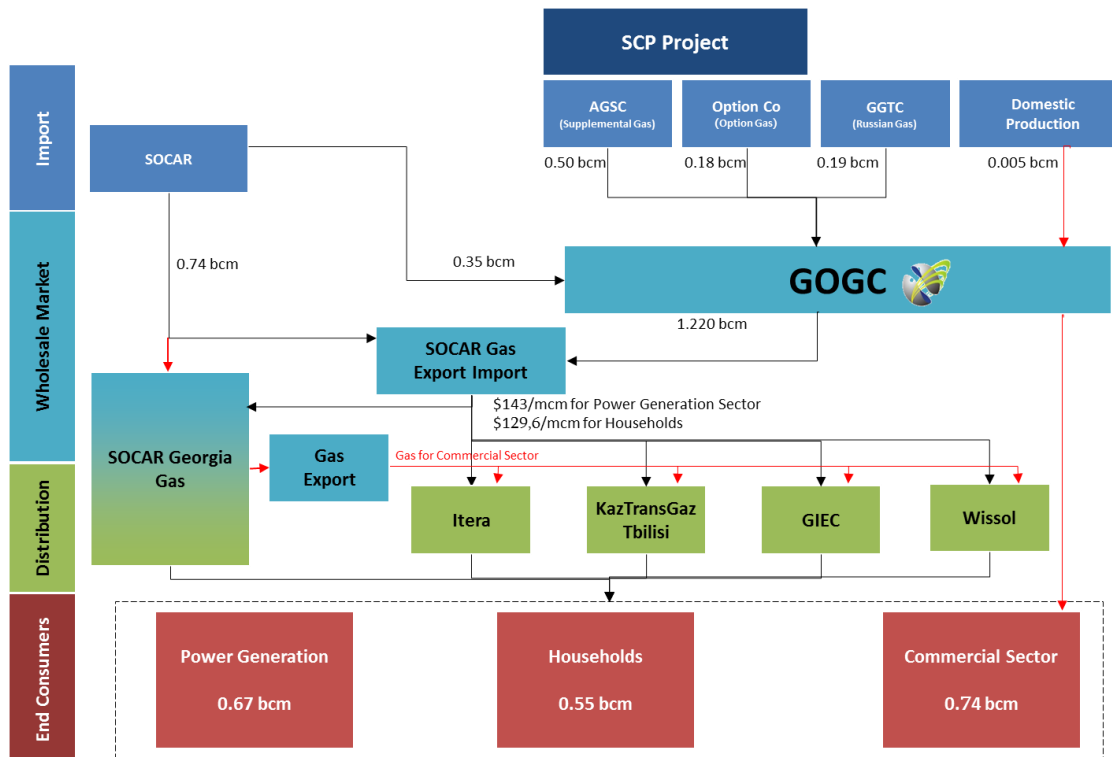 SCP Project
Import
AGSC
(Supplemental Gas)
Option Co
(Option Gas)
GGTC
(Russian Gas)
Domestic
Production
SOCAR
0.50 bcm
0.18 bcm
0.19 bcm
0.005 bcm
Wholesale Market
0.74 bcm
0.35 bcm
GOGC
1.220 bcm
SOCAR Gas
Export Import
$143/mcm for Power Generation Sector
$129,6/mcm for Households
SOCAR Georgia
Gas
Gas
Export
Gas for Commercial Sector
Distribution
Itera
KazTransGaz
Tbilisi
GIEC
Wissol
End Consumers
Power Generation
0.67 bcm
Households
0.55 bcm
Commercial Sector
0.74 bcm